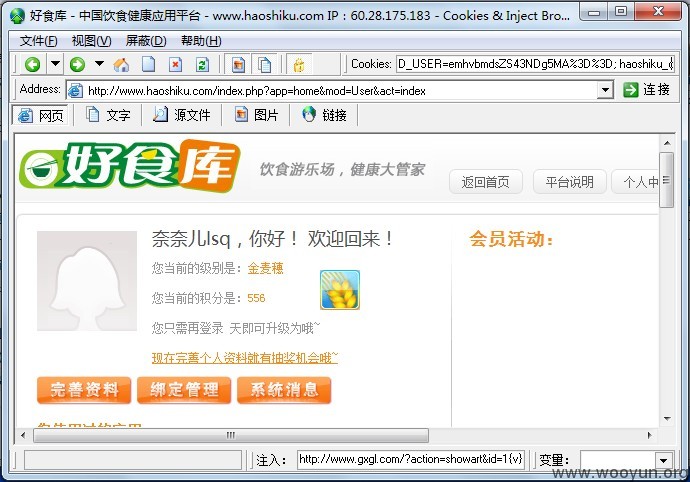 好食库 - 中国饮食健康应用平台 - www.haoshiku.com IP : 60.28.175.183 - Cookies & Inject Bro...
文件(F) 视图(V) 屏蔽(D) 帮助(H)
Cookies: D_USER=emhvbmdsZS43NDg5MA%3D%3D; haoshiku_
Address: http://www.haoshiku.com/index.php?app=home&mod=User&act=index 连接
网页 文字 源文件 图片 链接
好食库 饮食游乐场，健康大管家
返回首页 平台说明 个人中
奈奈儿lsq，你好！ 欢迎回来！
会员活动：
您当前的级别是：金麦穗
您当前的积分是：556
您只需再登录 天即可升级为哦~
现在完善个人资料就有抽奖机会哦~
完善资料 绑定管理 系统消息
您使用过的应用
注入： http://www.gxgl.com/?action=showart&id=1{v} 变量：
www.wooyun.org